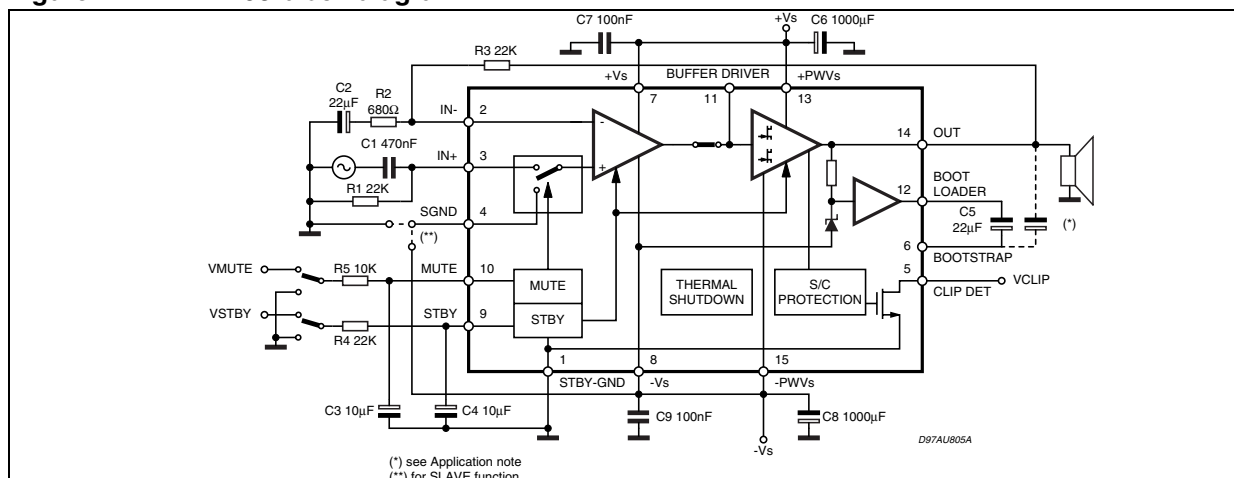 C7 100nF
+Vs
C6 1000µF
R3 22K
+Vs
BUFFER DRIVER
+PWVs
7
11
13
C2
22µF
R2
680Ω
IN-
2
-
14
OUT
C1 470nF
IN+
3
+
R1 22K
12
BOOT
LOADER
SGND
4
C5
22µF
(*)
(**)
6
BOOTSTRAP
VMUTE
R5 10K
MUTE
10
MUTE
THERMAL
SHUTDOWN
S/C
PROTECTION
5
VCLIP
CLIP DET
VSTBY
STBY
9
STBY
R4 22K
1
8
15
STBY-GND
-Vs
-PWVs
C3 10µF
C4 10µF
C9 100nF
C8 1000µF
-Vs
D97AU805A
(*) see Application note
(**) for SLAVE function